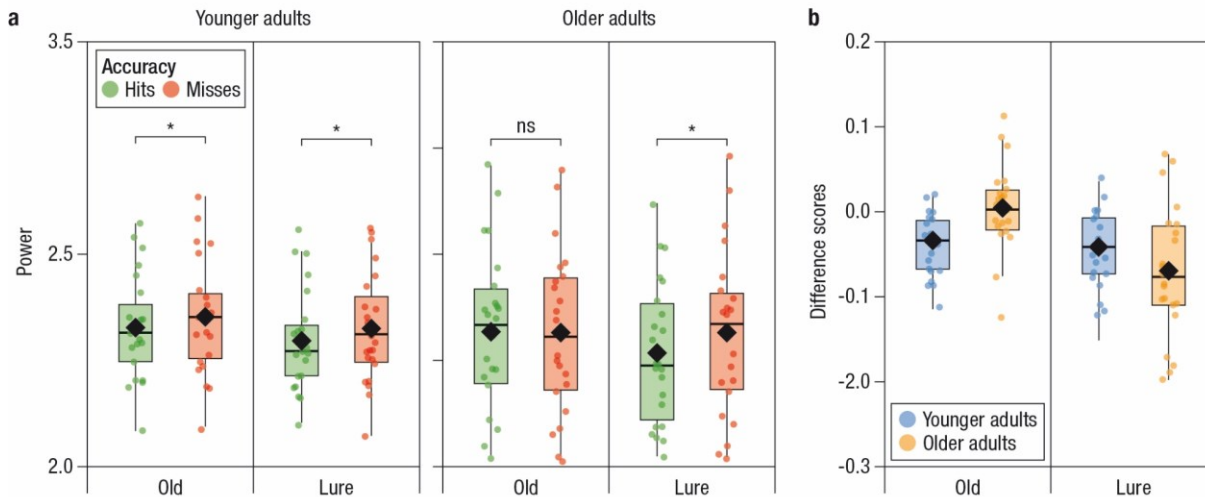 a
Younger adults
Older adults
b
3.5
2.5
2.0
Power
Accuracy
Hits Misses
*
*
ns
*
Old
Lure
Old
Lure
0.2
0.1
0.0
-0.1
-2.0
-0.3
Difference scores
Younger adults
Older adults
Old
Lure